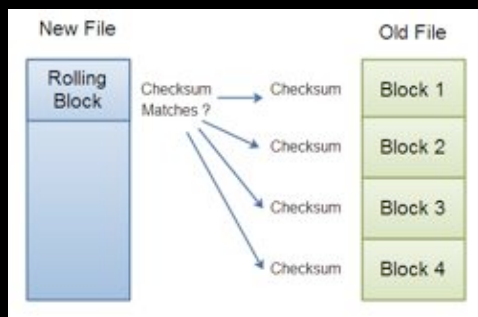 New File
Old File
Rolling
Block
Checksum
Matches ?
Checksum
Block 1
Checksum
Block 2
Checksum
Block 3
Checksum
Block 4